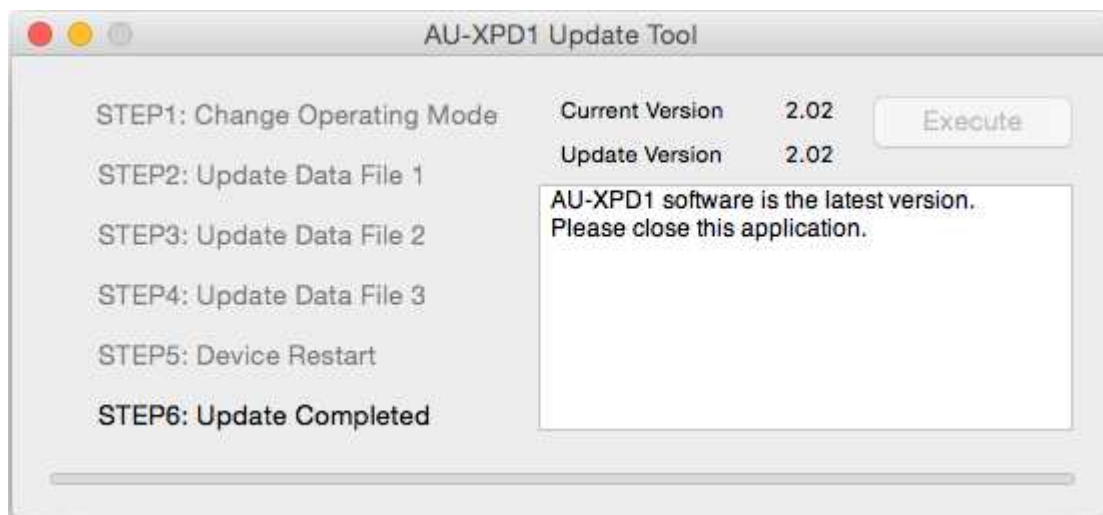 AU-XPD1 Update Tool
STEP1: Change Operating Mode
STEP2: Update Data File 1
STEP3: Update Data File 2
STEP4: Update Data File 3
STEP5: Device Restart
STEP6: Update Completed
Current Version 2.02
Update Version 2.02
Execute
AU-XPD1 software is the latest version.
Please close this application.